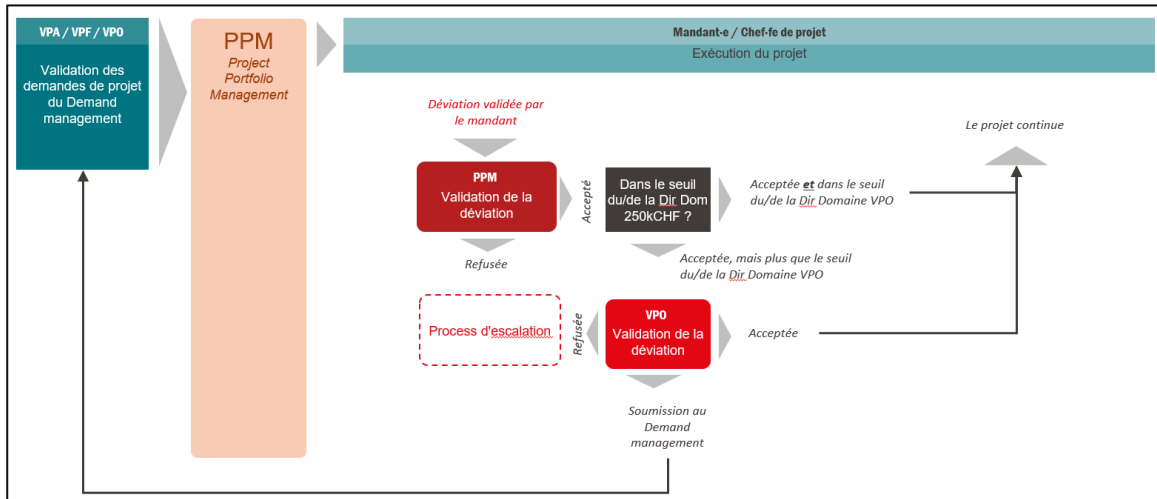 VPA / VPF / VPO
Validation des
demandes de projet
du Demand
management
PPM
Project
Portfolio
Management
Mandant-e / Chef-fe de projet
Exécution du projet
Déviation validée par
le mandant
Le projet continue
PPM
Validation de la
déviation
Accepté
Dans le seuil
du/de la Dir Dom
250kCHF ?
Acceptée et dans le seuil
du/de la Dir Domaine VPO
Refusée
Acceptée, mais plus que le seuil
du/de la Dir Domaine VPO
Process d'escalation
Refusée
VPO
Validation de la
déviation
Acceptée
Soumission au
Demand
management